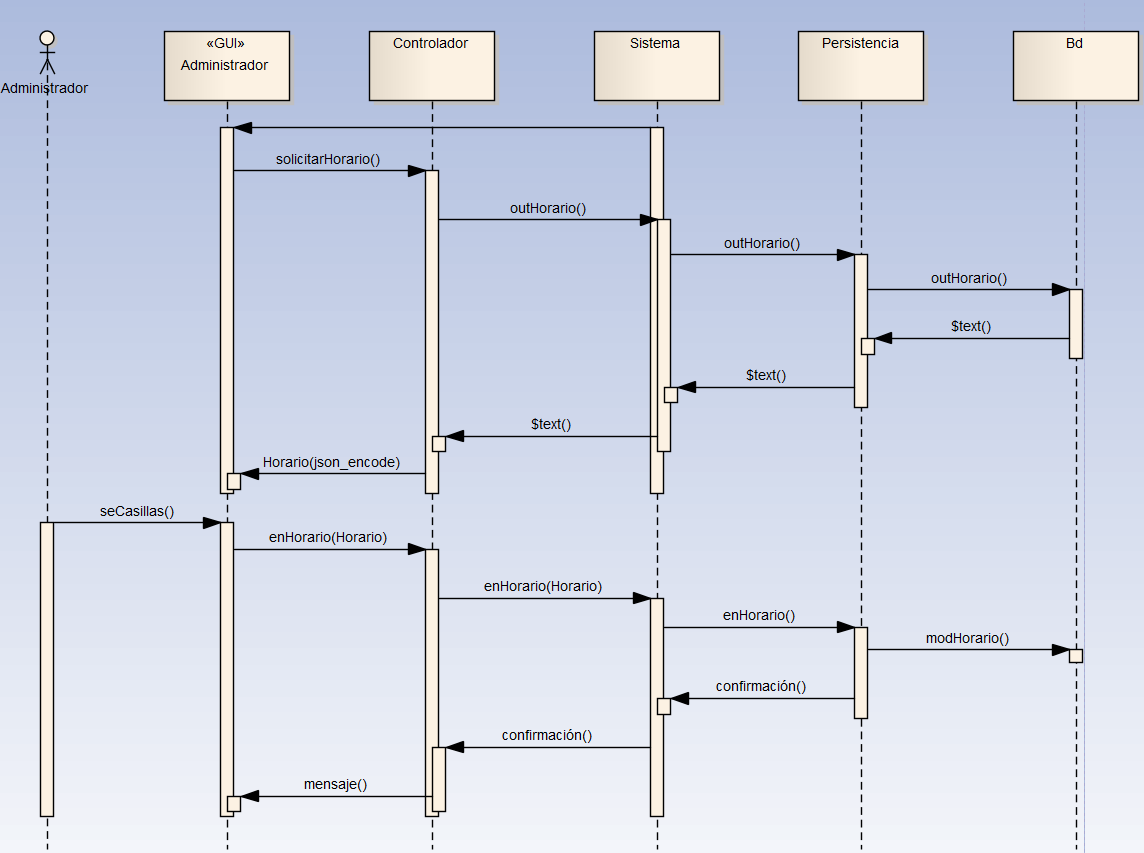 Administrador
«GUI»
Administrador
Controlador
Sistema
Persistencia
Bd
solicitarHorario()
outHorario()
outHorario()
outHorario()
$text()
$text()
$text()
Horario(json_encode)
seCasillas()
enHorario(Horario)
enHorario(Horario)
enHorario()
modHorario()
confirmación()
confirmación()
mensaje()